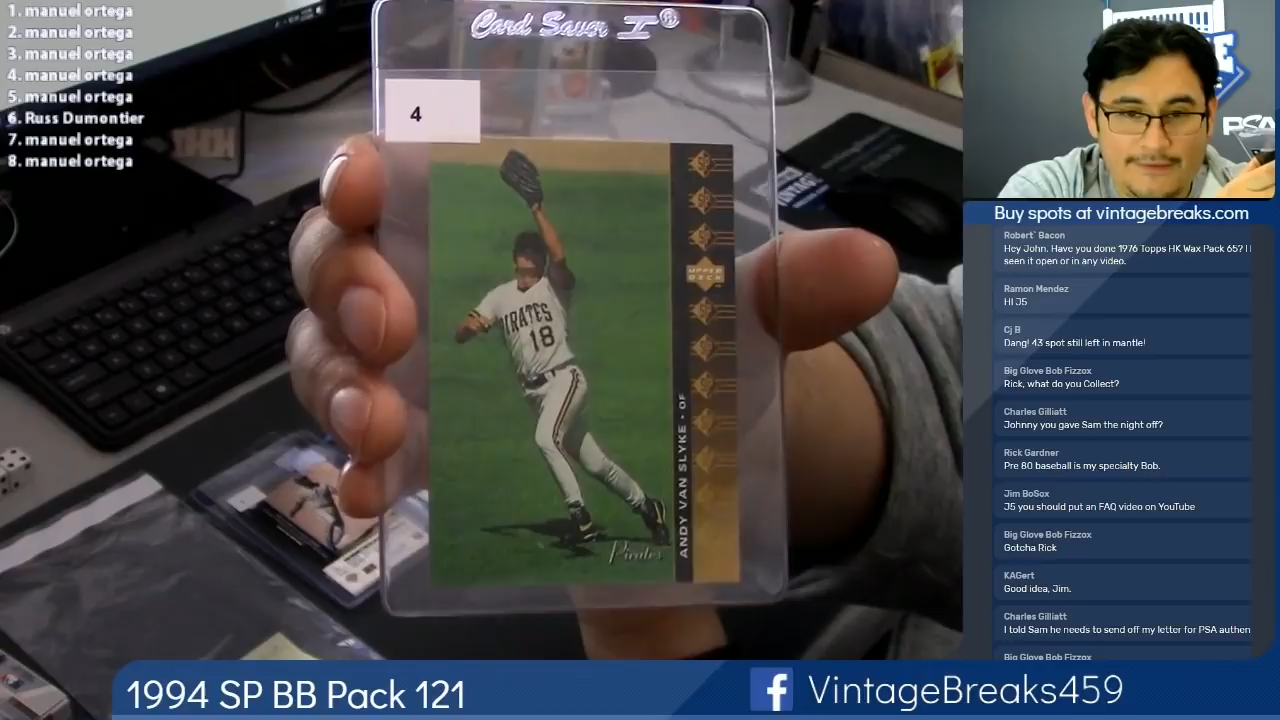 1. manuel ortega
2. manuel ortega
3. manuel ortega
4. manuel ortega
5. manuel ortega
6. Russ Dumontier
7. manuel ortega
8. manuel ortega
Card Saver I®
4
SP
SP
SP
UPPER
DECK
PIRATES
18
ANDY VAN SLYKE • OF
Pirates
PSA
Buy spots at vintagebreaks.com
Robert` Bacon
Hey John. Have you done 1976 Topps HK Wax Pack 65? I
seen it open or in any video.
Ramon Mendez
HI J5
Cj B
Dang! 43 spot still left in mantle!
Big Glove Bob Fizzox
Rick, what do you Collect?
Charles Gilliatt
Johnny you gave Sam the night off?
Rick Gardner
Pre 80 baseball is my specialty Bob.
Jim BoSox
J5 you should put an FAQ video on YouTube
Big Glove Bob Fizzox
Gotcha Rick
KAGert
Good idea, Jim.
Charles Gilliatt
I told Sam he needs to send off my letter for PSA authen
Big Glove Bob Fizzox
1994 SP BB Pack 121
f VintageBreaks459